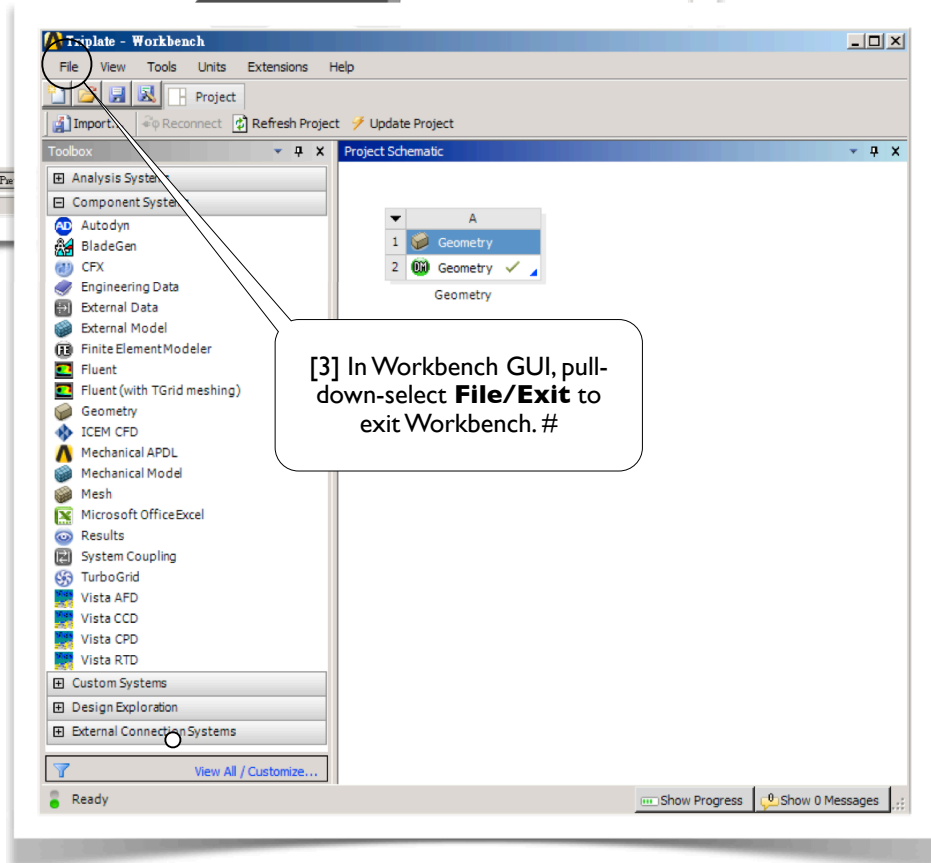 Triplate - Workbench
File View Tools Units Extensions Help
Project
Import... Reconnect Refresh Project Update Project
Toolbox
Project Schematic
Analysis Systems
Component Systems
Autodyn
BladeGen
CFX
Engineering Data
External Data
External Model
Finite Element Modeler
Fluent
Fluent (with TGrid meshing)
Geometry
ICEM CFD
Mechanical APDL
Mechanical Model
Mesh
Microsoft Office Excel
Results
System Coupling
TurboGrid
Vista AFD
Vista CCD
Vista CPD
Vista RTD
Custom Systems
Design Exploration
External Connection Systems
View All / Customize...
A
1 Geometry
2 Geometry
Geometry
[3] In Workbench GUI, pull-
down-select File/Exit to
exit Workbench. #
Ready
Show Progress
Show 0 Messages